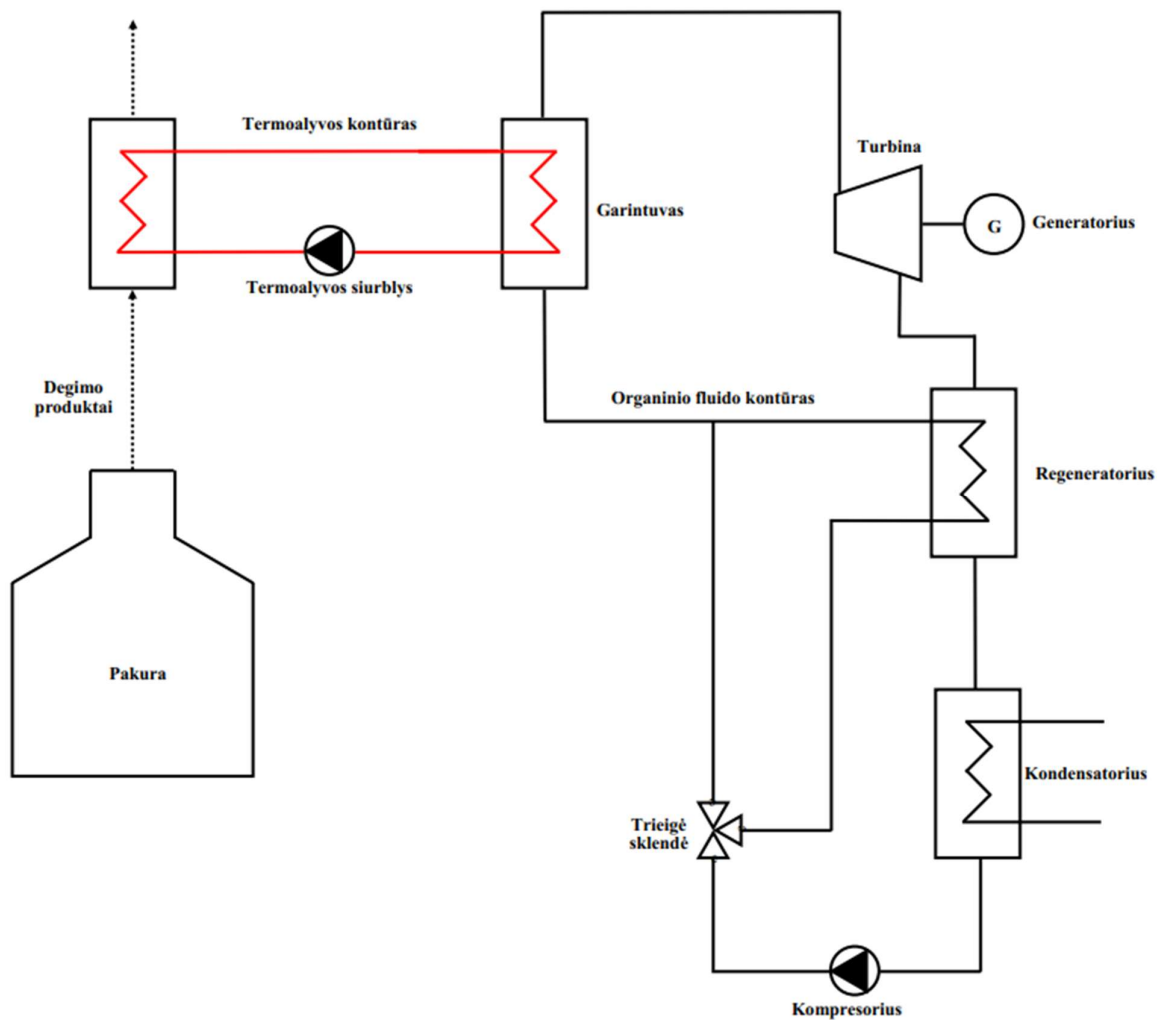 Termoalyvos kontūras
Turbina
Garintuvas
G
Generatorius
Termoalyvos siurblys
Degimo
produktai
Organinio fluido kontūras
Regeneratorius
Pakura
Kondensatorius
Trieigė
sklendė
Kompresorius